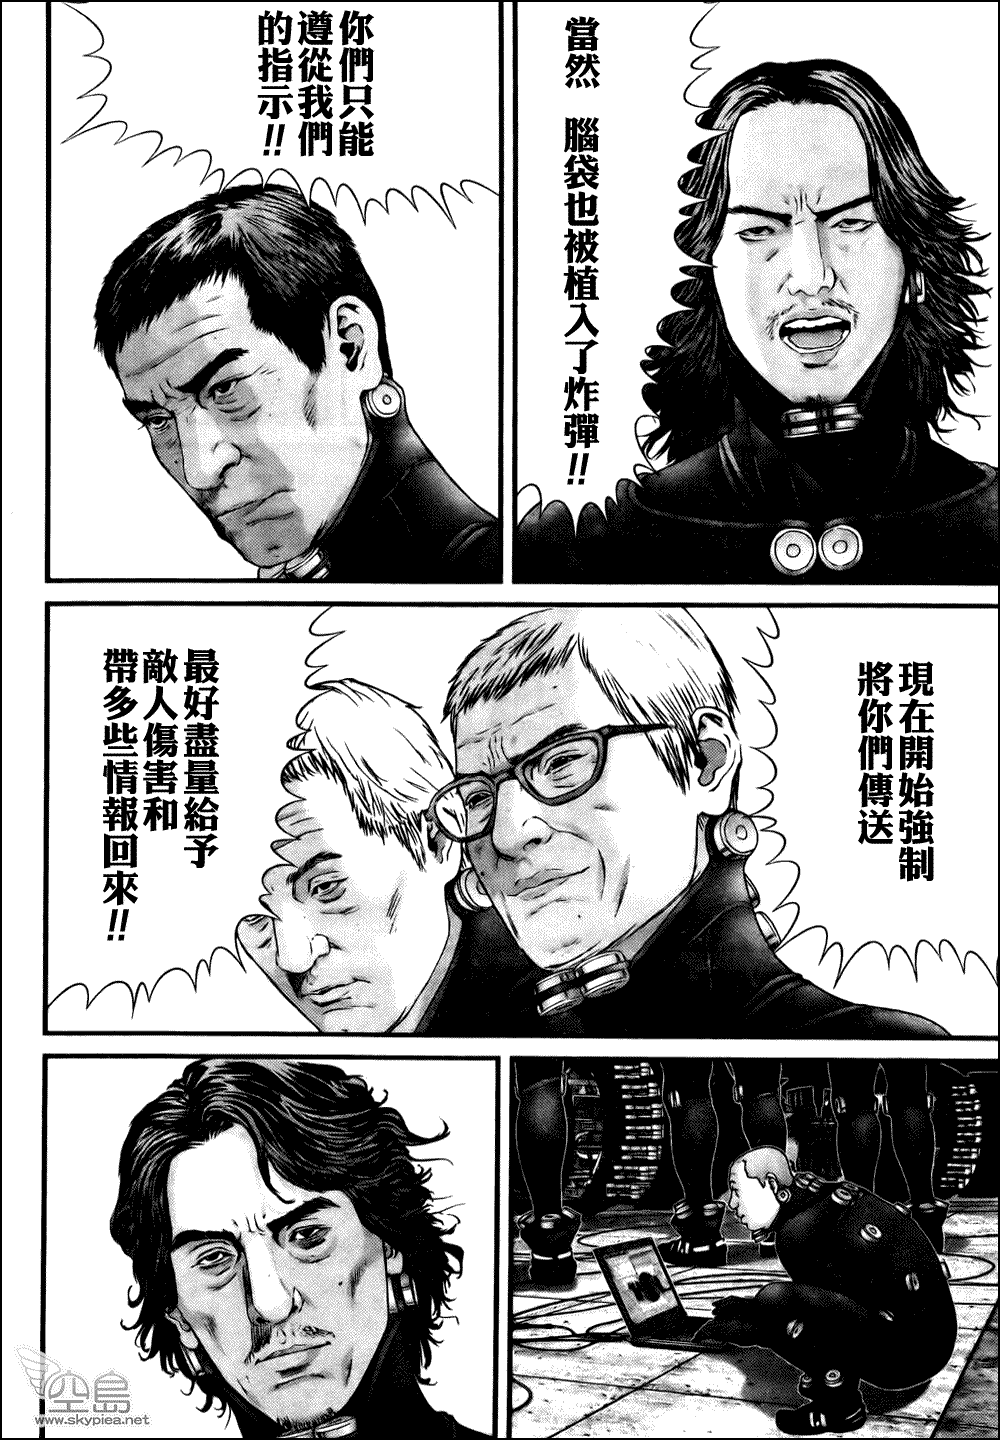 當然 腦袋也被植入了炸彈!!
你們只能
遵從我們
的指示!!
現在開始強制
將你們傳送
最好盡量給予
敵人傷害和
帶多些情報回來!!
空島
www.skypiea.net